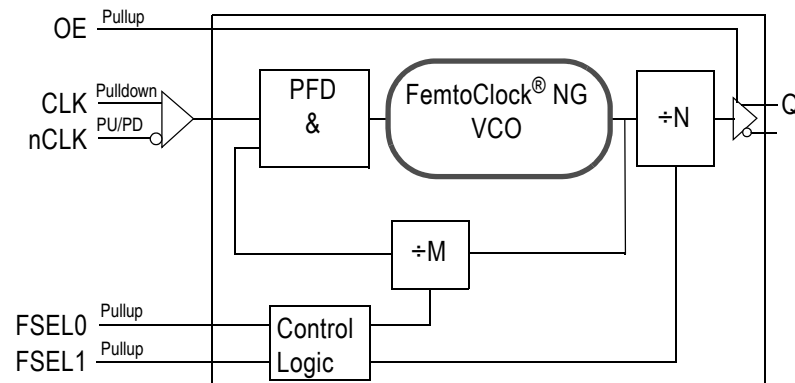 OE Pullup
CLK Pulldown
nCLK PU/PD
PFD
&
FemtoClock® NG
VCO
÷N
Q
÷M
FSEL0 Pullup
FSEL1 Pullup
Control
Logic